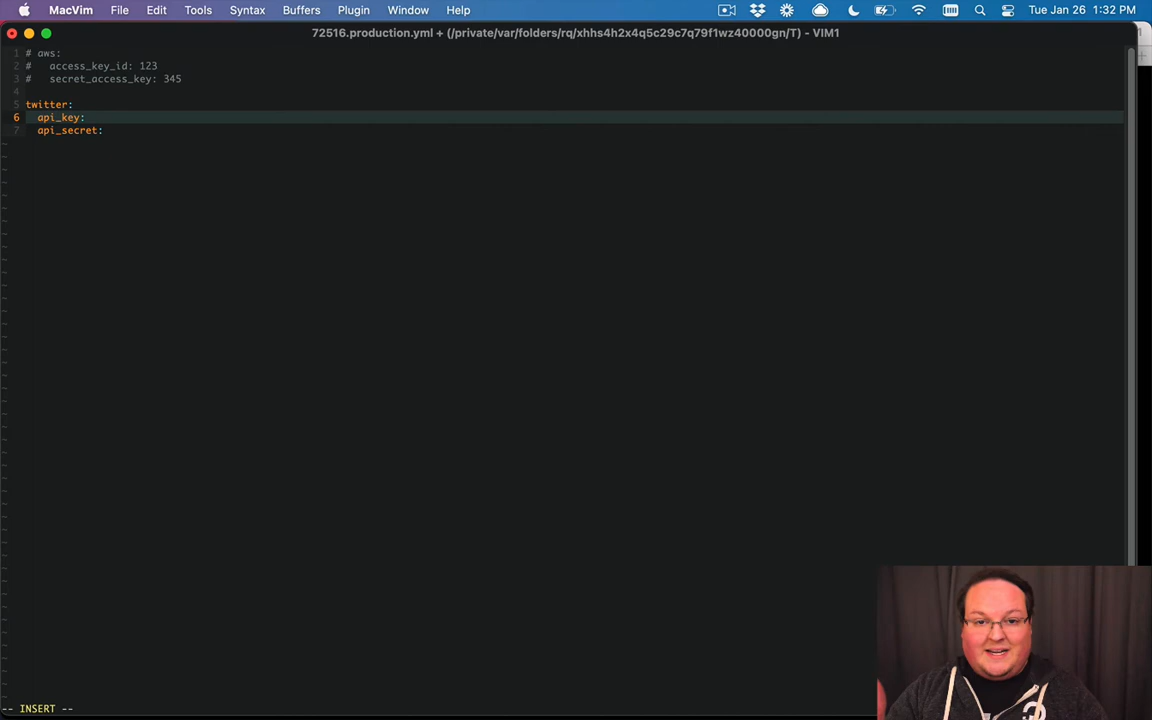 MacVim File Edit Tools Syntax Buffers Plugin Window Help Tue Jan 26 1:32 PM
72516.production.yml + (/private/var/folders/rq/xhhs4h2x4q5c29c7q79f1wz40000gn/T) - VIM1
1 # aws:
2 #   access_key_id: 123
3 #   secret_access_key: 345
4
5 twitter:
6   api_key:
7   api_secret:
-- INSERT --